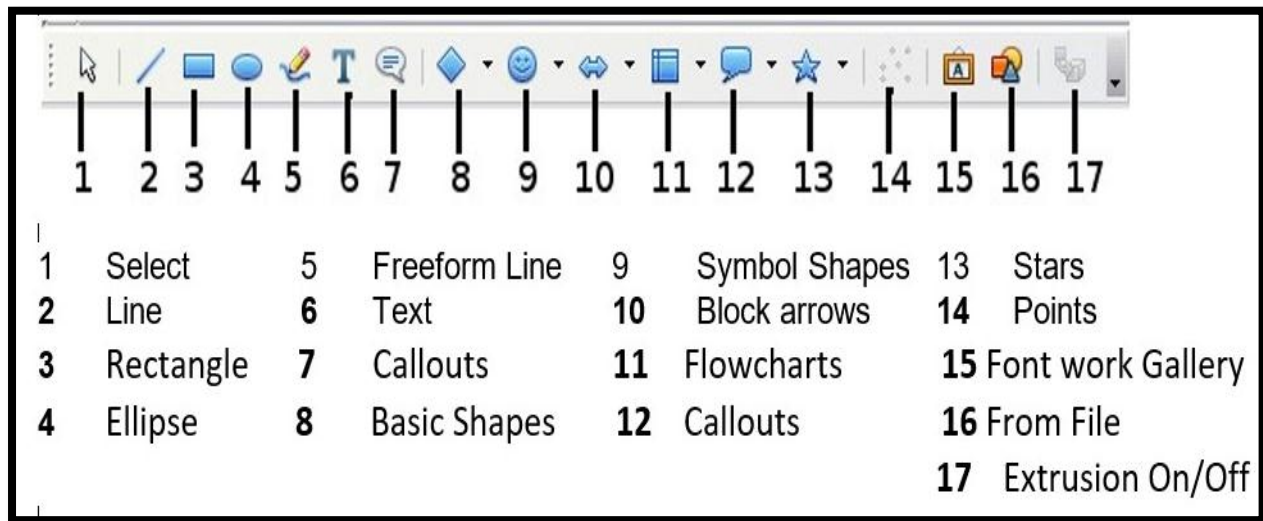 T
A
1 2 3 4 5 6 7 8 9 10 11 12 13 14 15 16 17
1 Select 5 Freeform Line 9 Symbol Shapes 13 Stars
2 Line 6 Text 10 Block arrows 14 Points
3 Rectangle 7 Callouts 11 Flowcharts 15 Font work Gallery
4 Ellipse 8 Basic Shapes 12 Callouts 16 From File
17 Extrusion On/Off